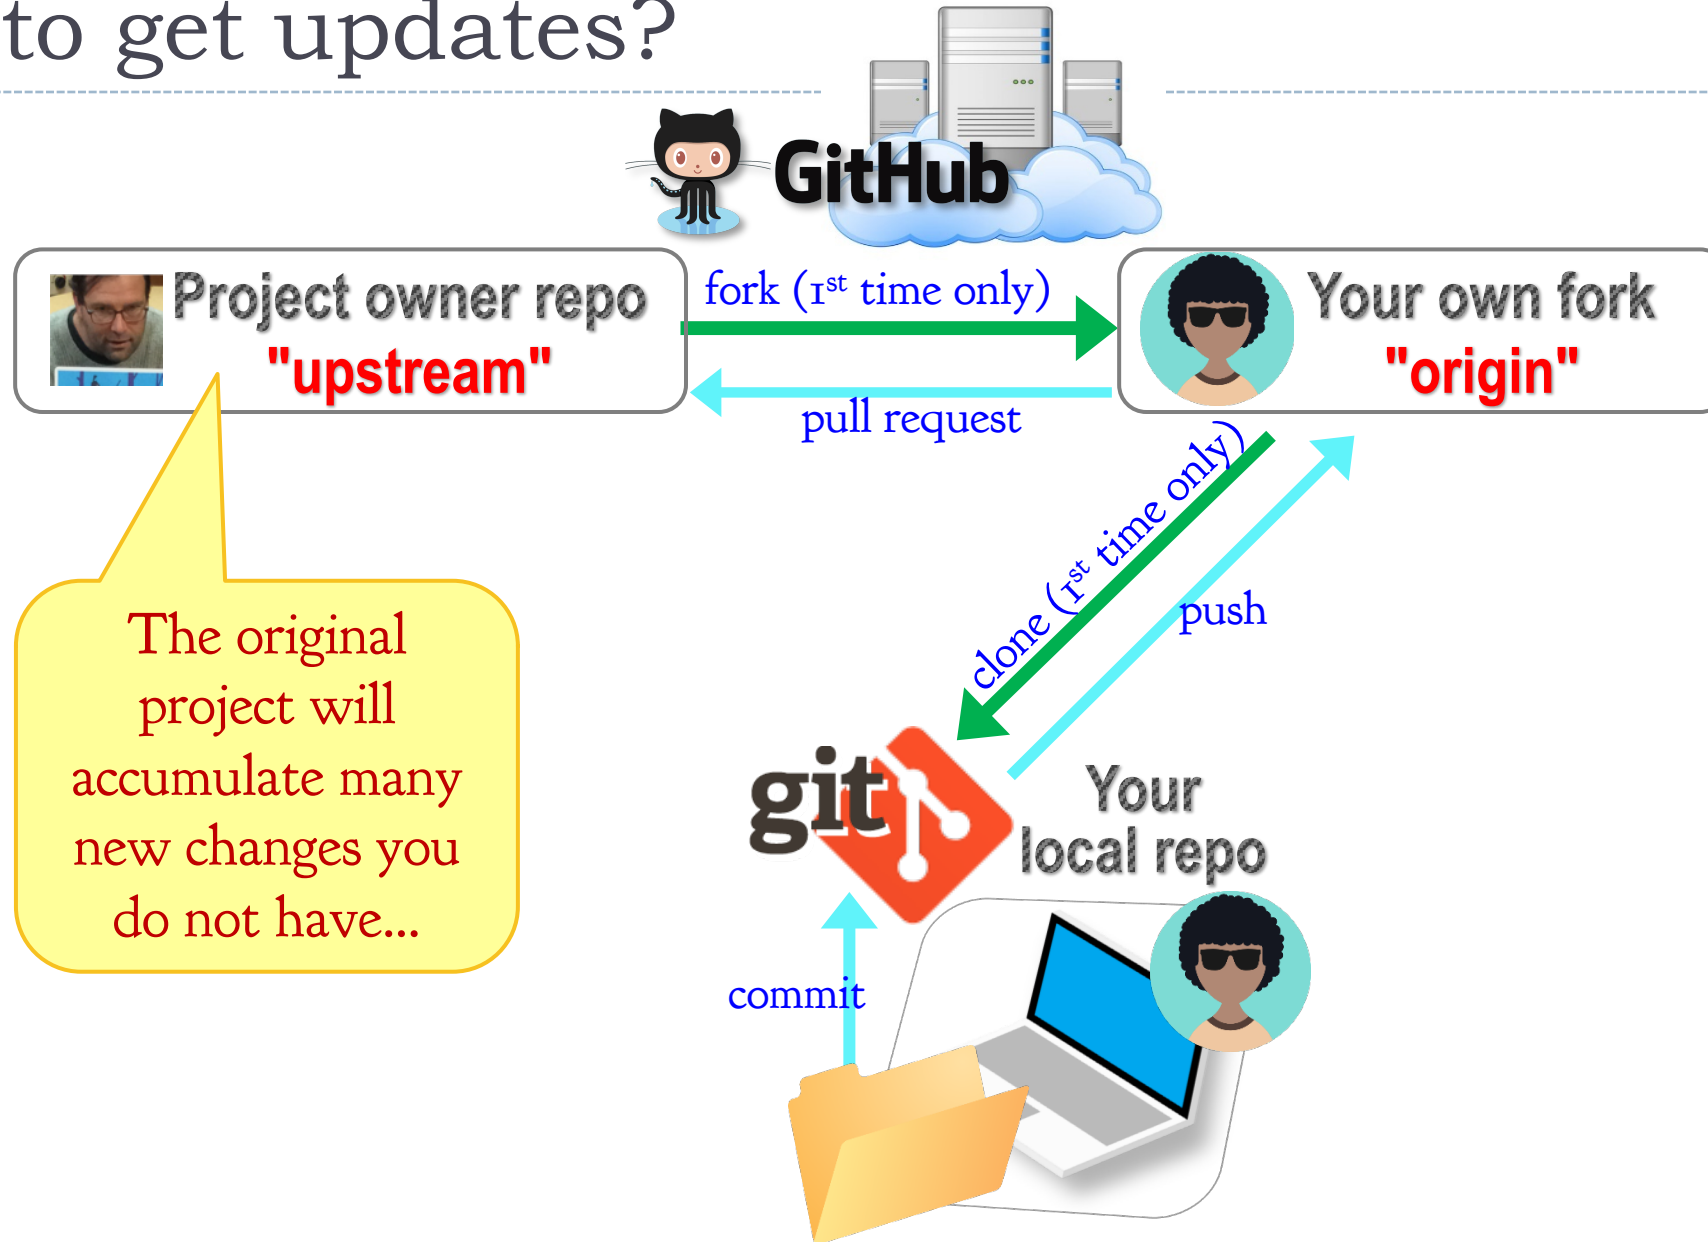 to get updates?
GitHub
Project owner repo
"upstream"
fork (1st time only)
pull request
Your own fork
"origin"
clone (1st time only)
push
The original
project will
accumulate many
new changes you
do not have...
git
Your
local repo
commit